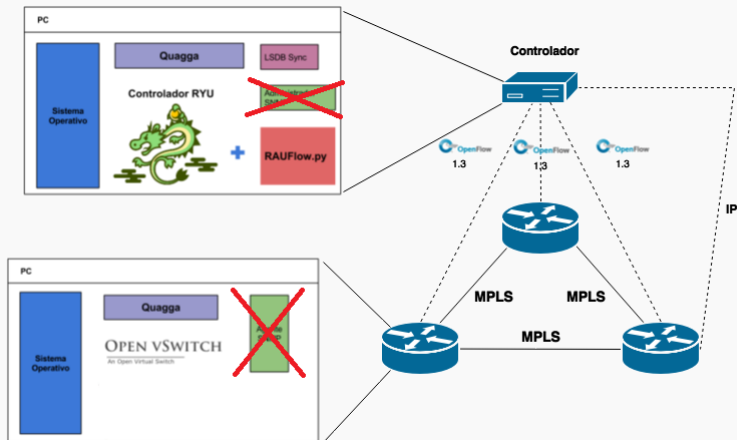 PC
Sistema
Operativo
Quagga
LSDB Sync
Controlador RYU
RAUFlow.py
Controlador
OpenFlow
1.3
OpenFlow
1.3
OpenFlow
1.3
IP
MPLS
MPLS
MPLS
PC
Sistema
Operativo
Quagga
OPEN VSWITCH
An Open Virtual Switch